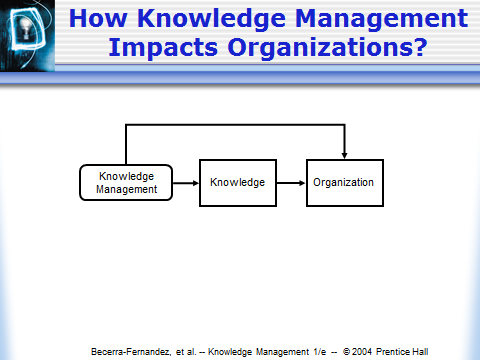 How Knowledge Management
Impacts Organizations?
Knowledge
Management
Knowledge
Organization
Becerra-Fernandez, et al. -- Knowledge Management 1/e -- © 2004 Prentice Hall